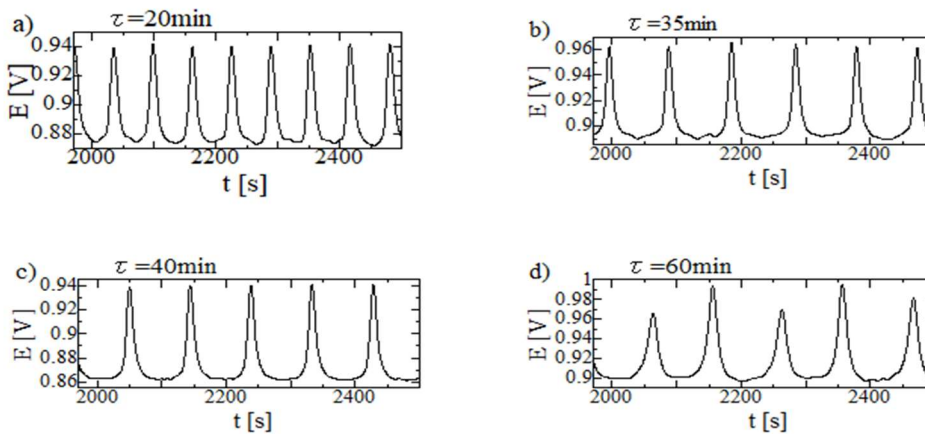 a)
τ=20min
E [V]
0.94
0.92
0.9
0.88
2000
2200
2400
t [s]
b)
τ=35min
E [V]
0.96
0.94
0.92
0.9
2000
2200
2400
t [s]
c)
τ=40min
E [V]
0.94
0.92
0.9
0.88
0.86
2000
2200
2400
t [s]
d)
τ=60min
E [V]
1
0.98
0.96
0.94
0.92
0.9
2000
2200
2400
t [s]